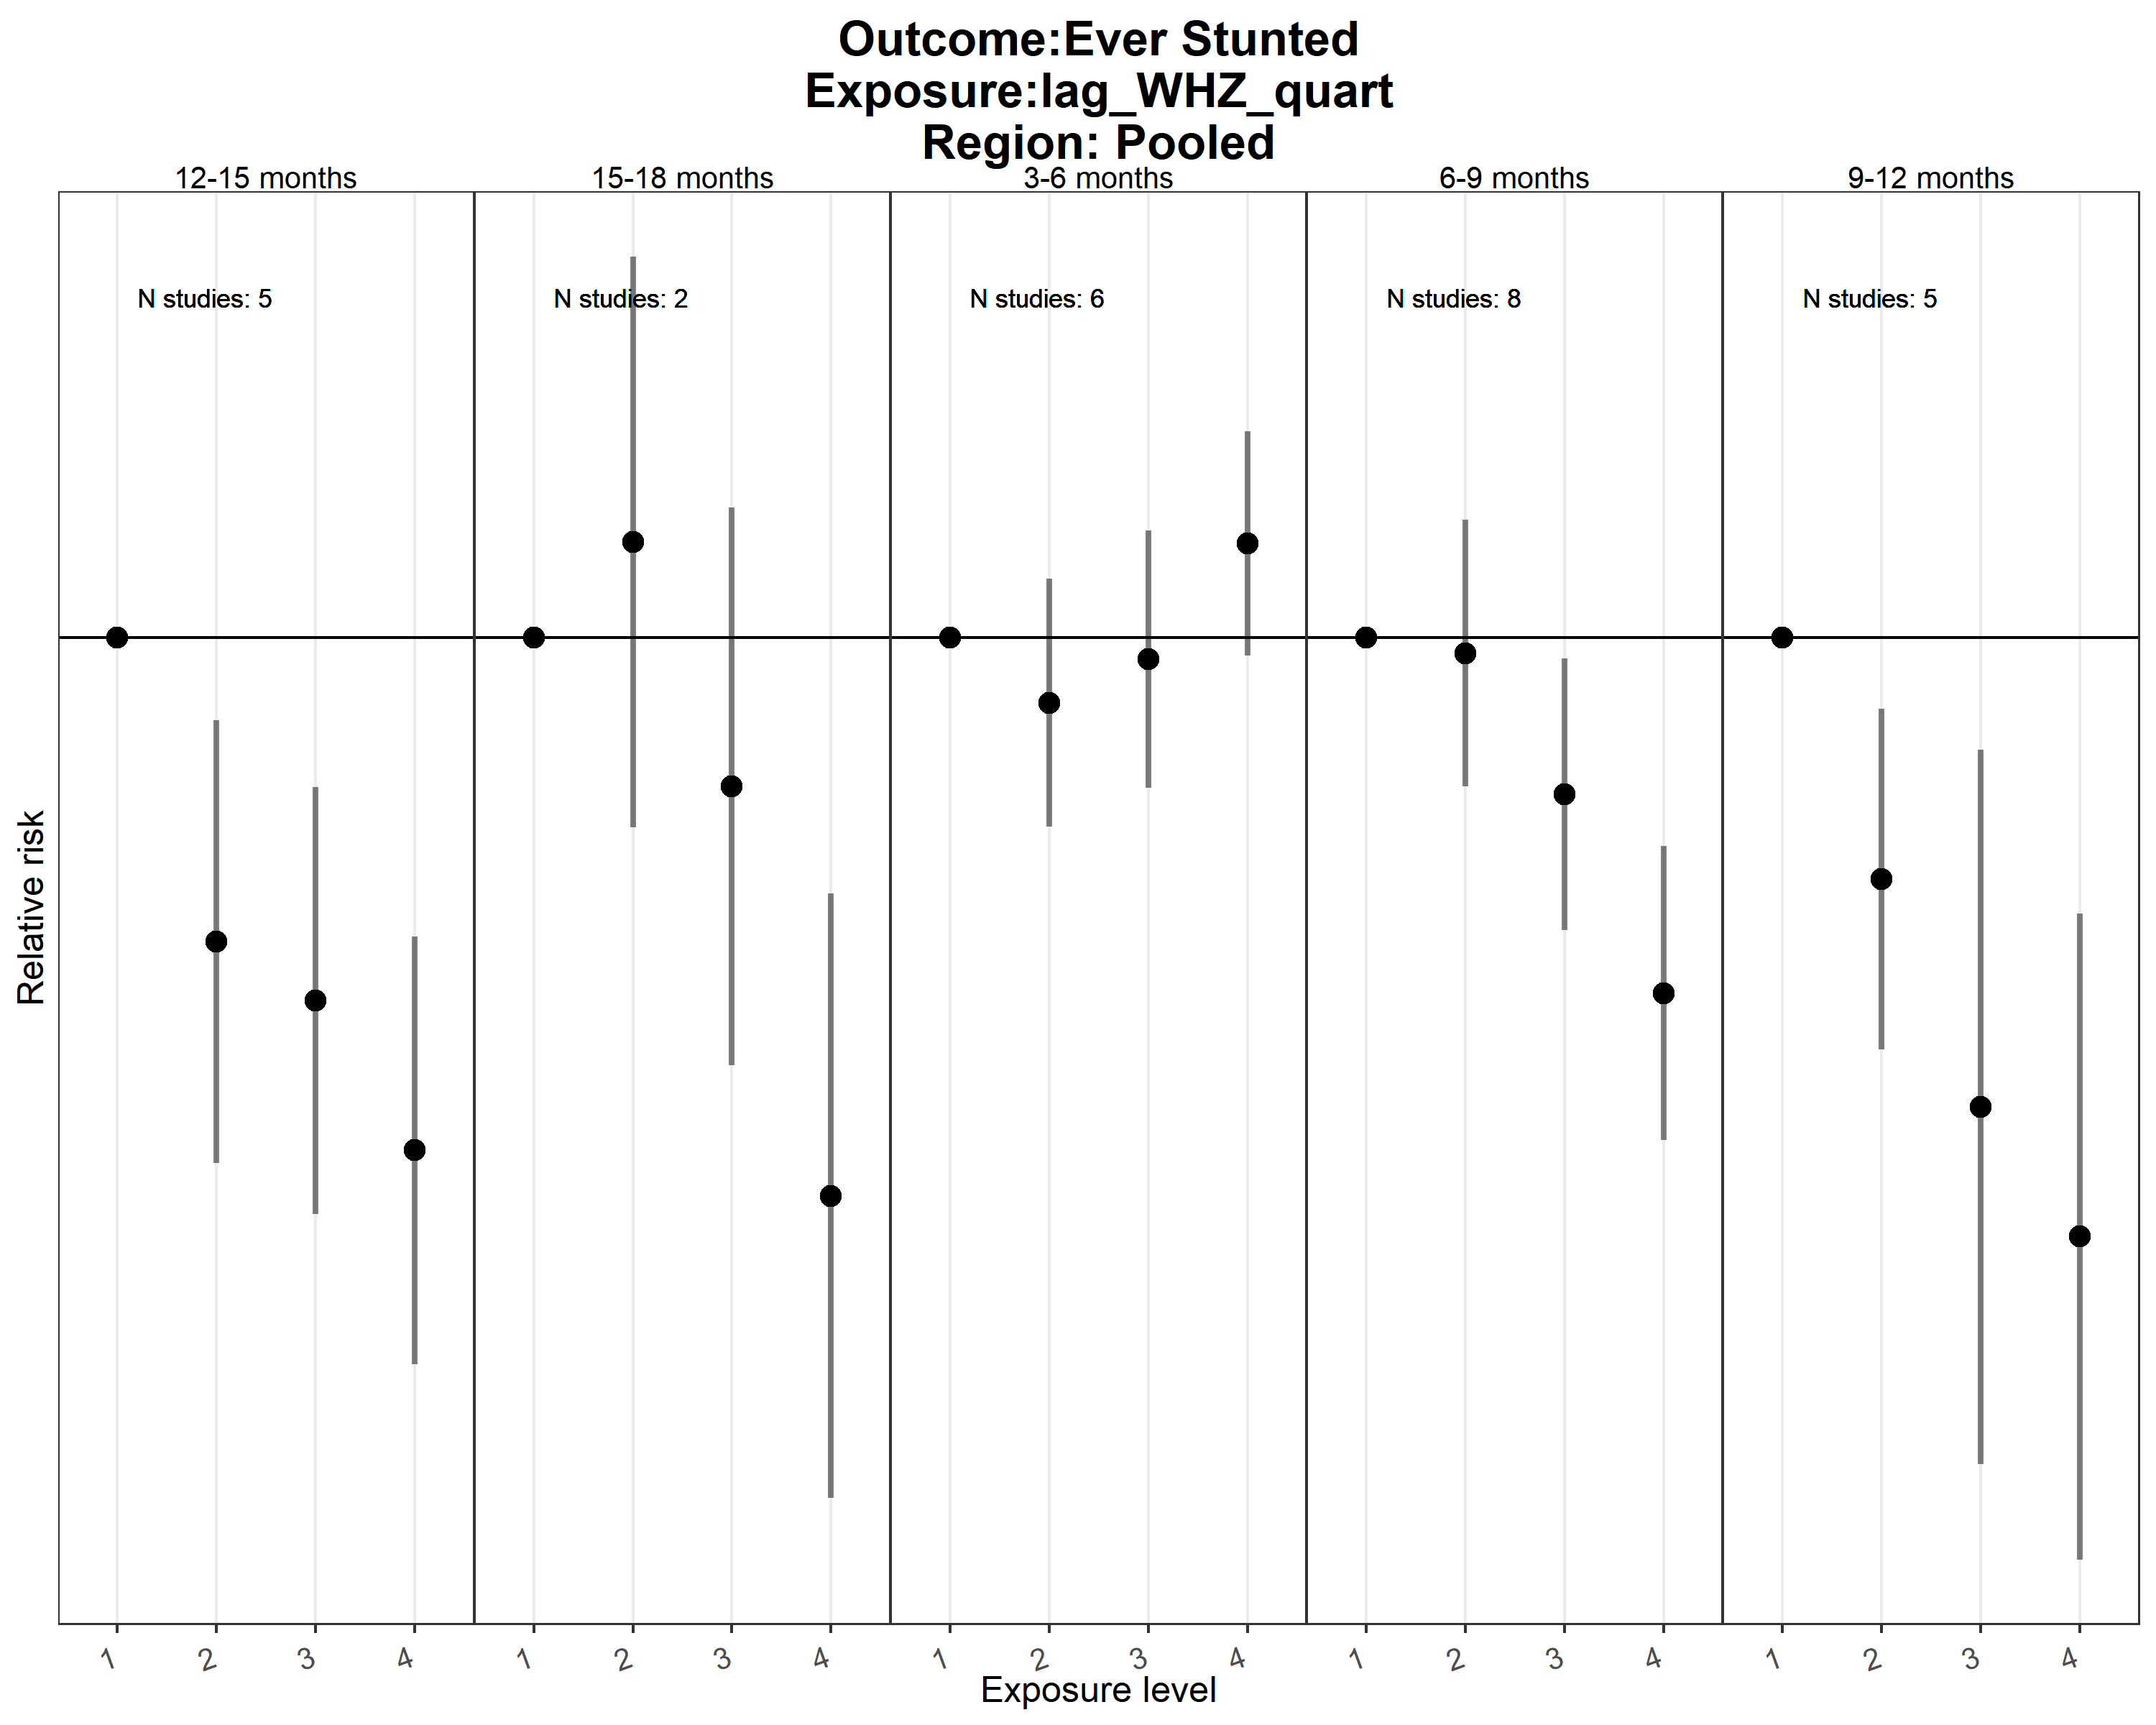 Outcome:Ever Stunted
Exposure:lag_WHZ_quart
Region: Pooled
12-15 months
15-18 months
3-6 months
6-9 months
9-12 months
N studies: 5
N studies: 2
N studies: 6
N studies: 8
N studies: 5
Relative risk
1 2 3 4 1 2 3 4 1 2 3 4 1 2 3 4 1 2 3 4
Exposure level